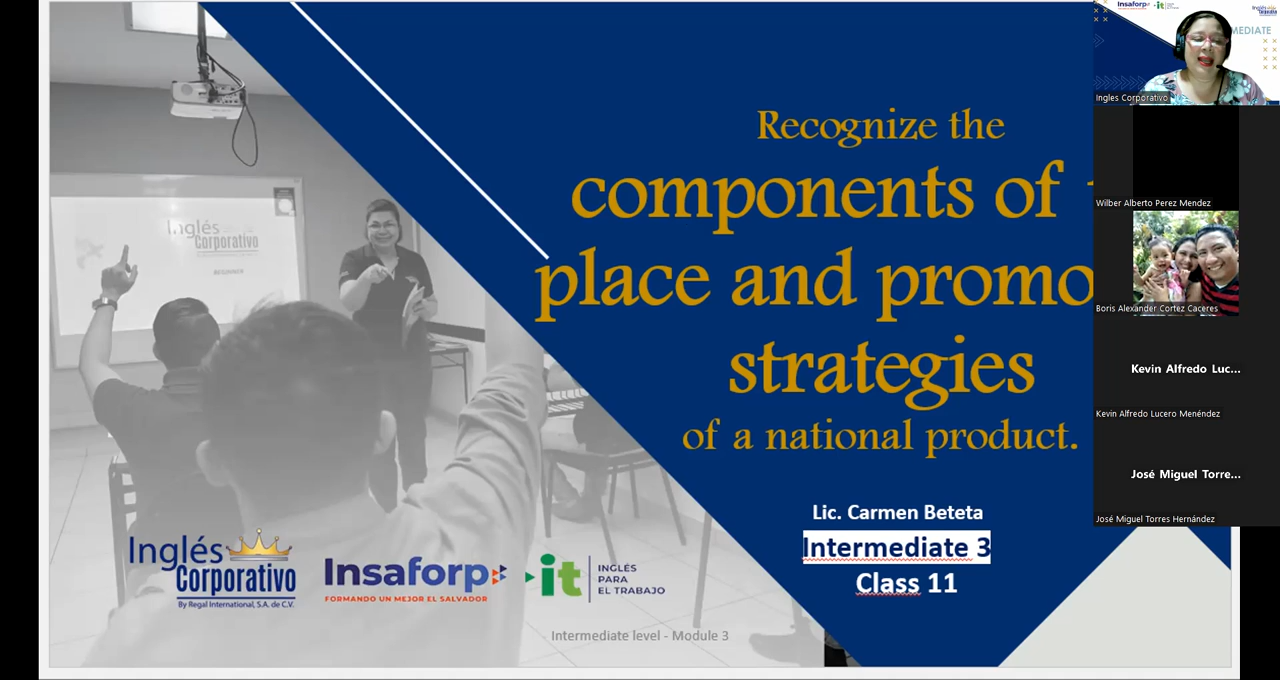 Recognize the
components of
place and promo
strategies
of a national product.
Lic. Carmen Beteta
Intermediate 3
Class 11
Inglés
Corporativo
By Regal International, S.A. de C.V.
Insaforp
FORMANDO UN MEJOR EL SALVADOR
it
INGLÉS
PARA
EL TRABAJO
Intermediate level - Module 3
Inglés
Corporativo
Insaforp
it
MEDIATE
Ingles Corporativo
Wilber Alberto Perez Mendez
Boris Alexander Cortez Caceres
Kevin Alfredo Luc...
Kevin Alfredo Lucero Menéndez
José Miguel Torre...
José Miguel Torres Hernández